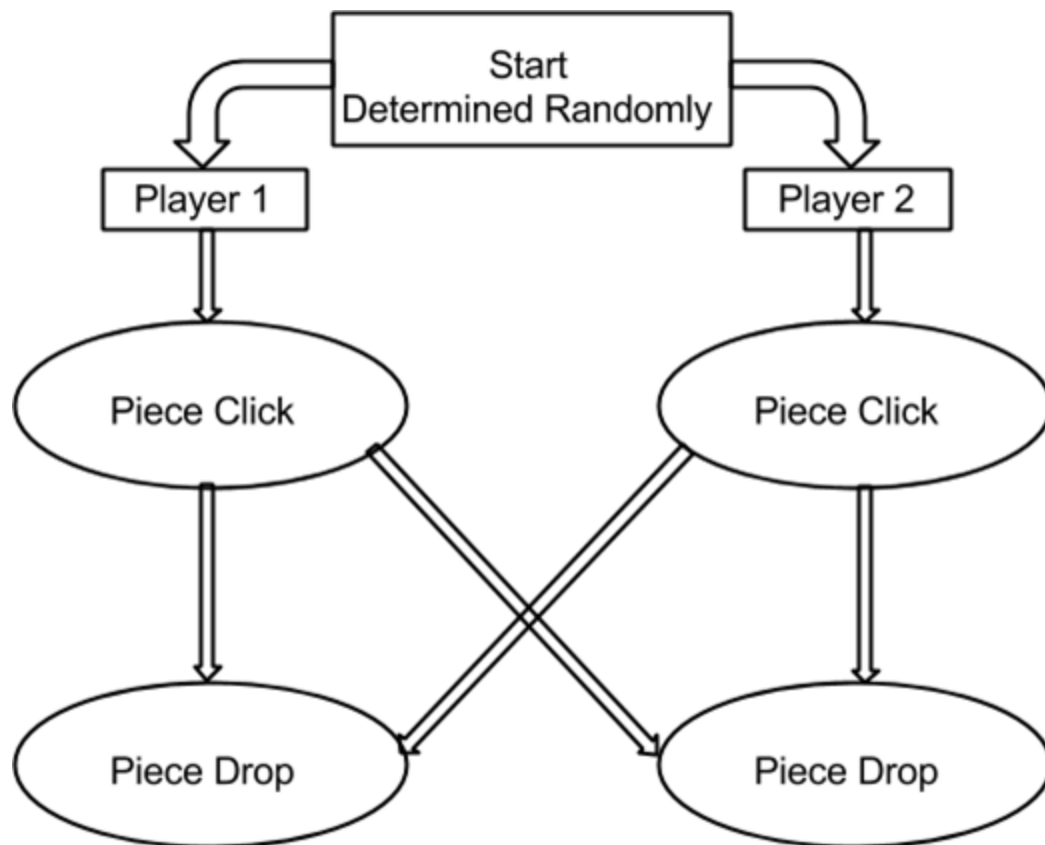 Start
Determined Randomly
Player 1
Player 2
Piece Click
Piece Click
Piece Drop
Piece Drop